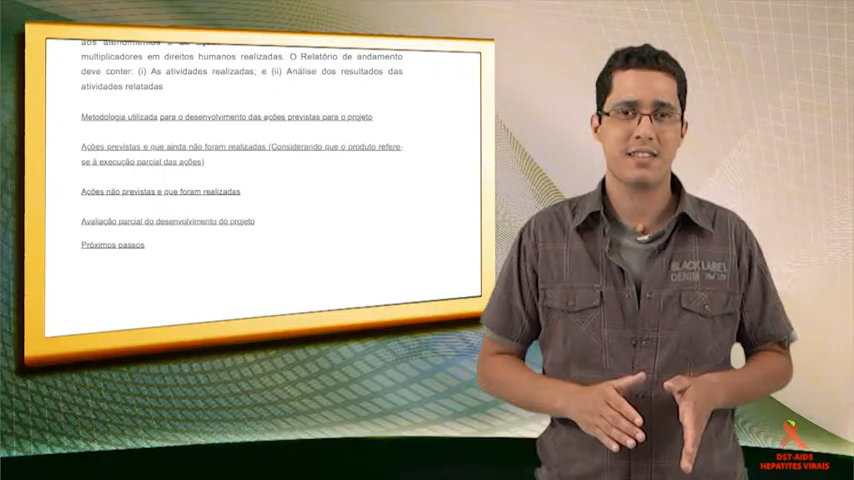 aos atendimentos e
multiplicadores em direitos humanos realizadas. O Relatório de andamento
deve conter: (i) As atividades realizadas; e (ii) Análise dos resultados das
atividades relatadas
Metodologia utilizada para o desenvolvimento das ações previstas para o projeto
Ações previstas e que ainda não foram realizadas (Considerando que o produto refere-
se à execução parcial das ações)
Ações não previstas e que foram realizadas
Avaliação parcial do desenvolvimento do projeto
Próximos passos
BLACK LABEL
DENIM
DST-AIDS
HEPATITES VIRAIS